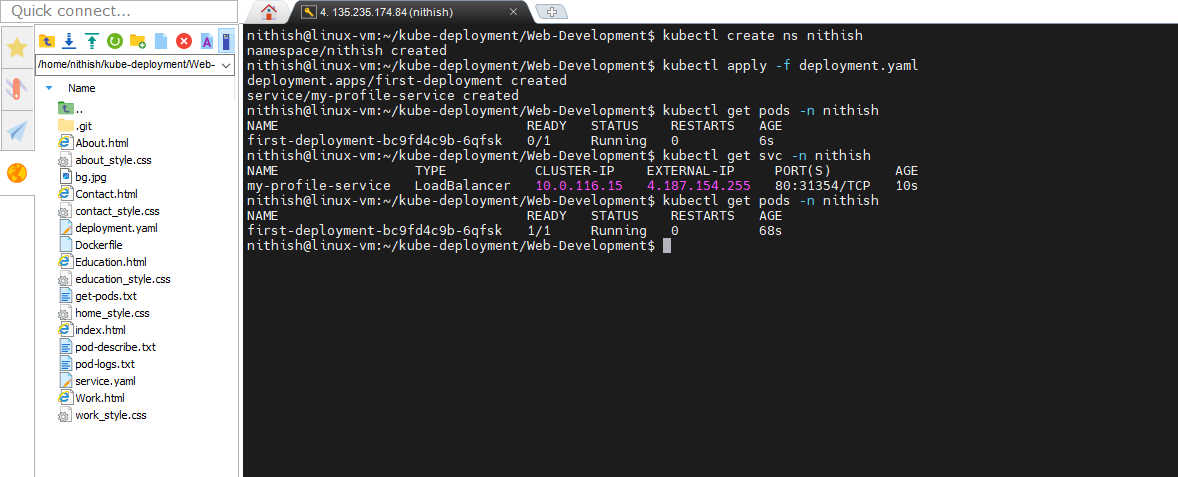 Quick connect...
4. 135.235.174.84 (nithish)
/home/nithish/kube-deployment/Web-
Name
..
.git
About.html
about_style.css
bg.jpg
Contact.html
contact_style.css
deployment.yaml
Dockerfile
Education.html
education_style.css
get-pods.txt
home_style.css
index.html
pod-describe.txt
pod-logs.txt
service.yaml
Work.html
work_style.css
nithish@linux-vm:~/kube-deployment/Web-Development$ kubectl create ns nithish
namespace/nithish created
nithish@linux-vm:~/kube-deployment/Web-Development$ kubectl apply -f deployment.yaml
deployment.apps/first-deployment created
service/my-profile-service created
nithish@linux-vm:~/kube-deployment/Web-Development$ kubectl get pods -n nithish
NAME READY STATUS RESTARTS AGE
first-deployment-bc9fd4c9b-6qfsk 0/1 Running 0 6s
nithish@linux-vm:~/kube-deployment/Web-Development$ kubectl get svc -n nithish
NAME TYPE CLUSTER-IP EXTERNAL-IP PORT(S) AGE
my-profile-service LoadBalancer 10.0.116.15 4.187.154.255 80:31354/TCP 10s
nithish@linux-vm:~/kube-deployment/Web-Development$ kubectl get pods -n nithish
NAME READY STATUS RESTARTS AGE
first-deployment-bc9fd4c9b-6qfsk 1/1 Running 0 68s
nithish@linux-vm:~/kube-deployment/Web-Development$